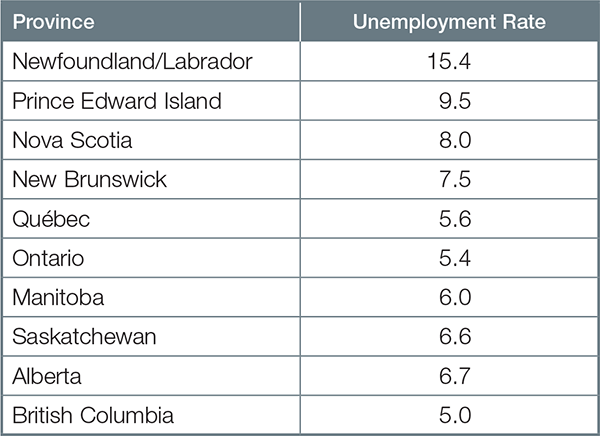 Province Unemployment Rate
Newfoundland/Labrador 15.4
Prince Edward Island 9.5
Nova Scotia 8.0
New Brunswick 7.5
Québec 5.6
Ontario 5.4
Manitoba 6.0
Saskatchewan 6.6
Alberta 6.7
British Columbia 5.0